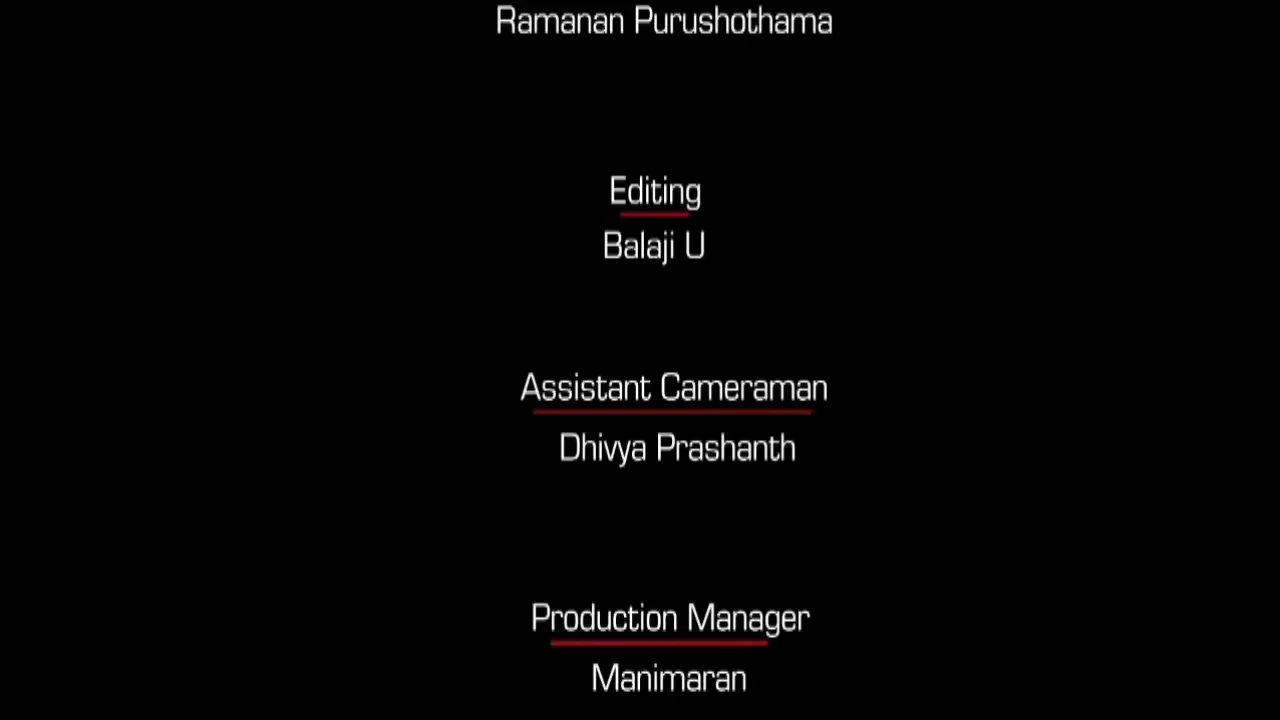 Ramanan Purushothama
Editing
Balaji U
Assistant Cameraman
Dhivya Prashanth
Production Manager
Manimaran